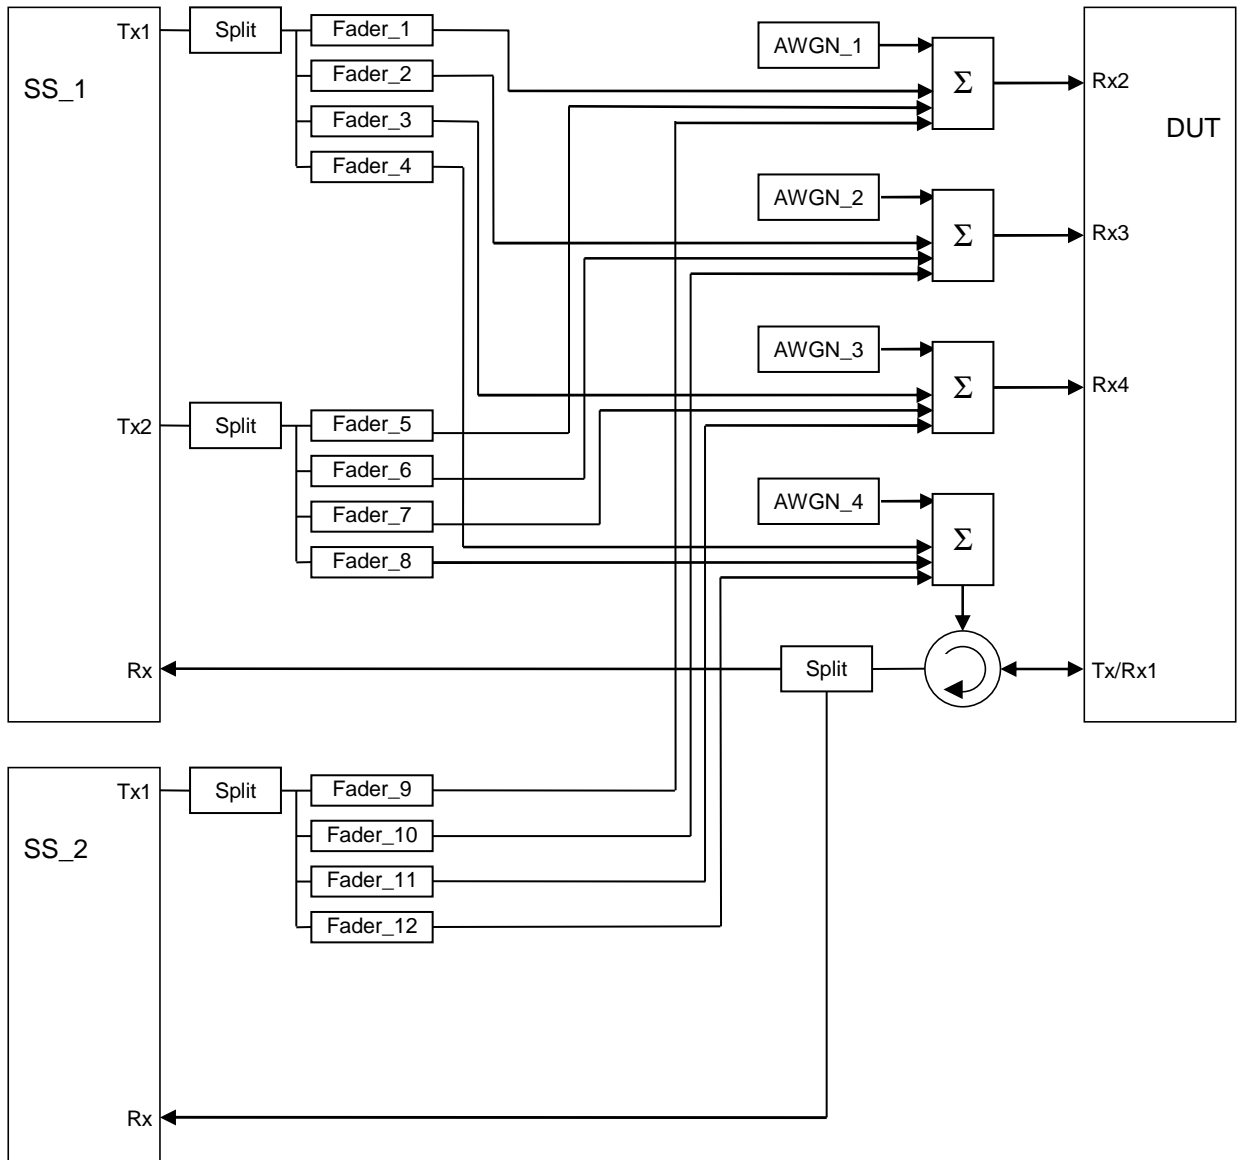 Tx1
Split
Fader_1
Fader_2
Fader_3
Fader_4
SS_1
AWGN_1
Σ
Rx2
DUT
AWGN_2
Σ
Rx3
AWGN_3
Σ
Rx4
Tx2
Split
Fader_5
Fader_6
Fader_7
Fader_8
AWGN_4
Σ
Rx
Split
Tx/Rx1
Tx1
Split
Fader_9
Fader_10
Fader_11
Fader_12
SS_2
Rx